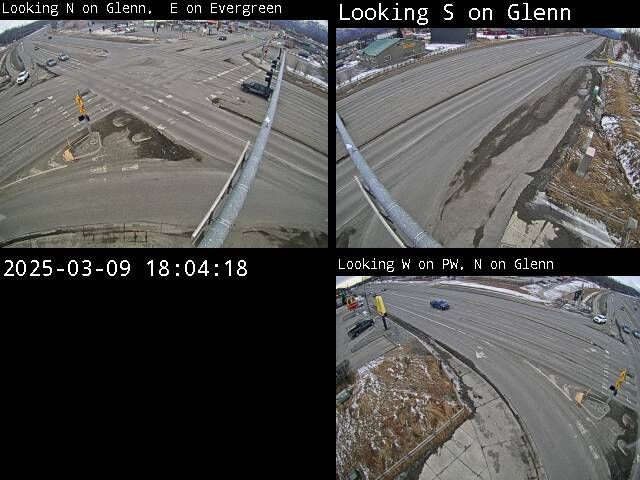 Looking N on Glenn,  E on Evergreen
Looking S on Glenn
2025-03-09 18:04:18
Looking W on PW, N on Glenn